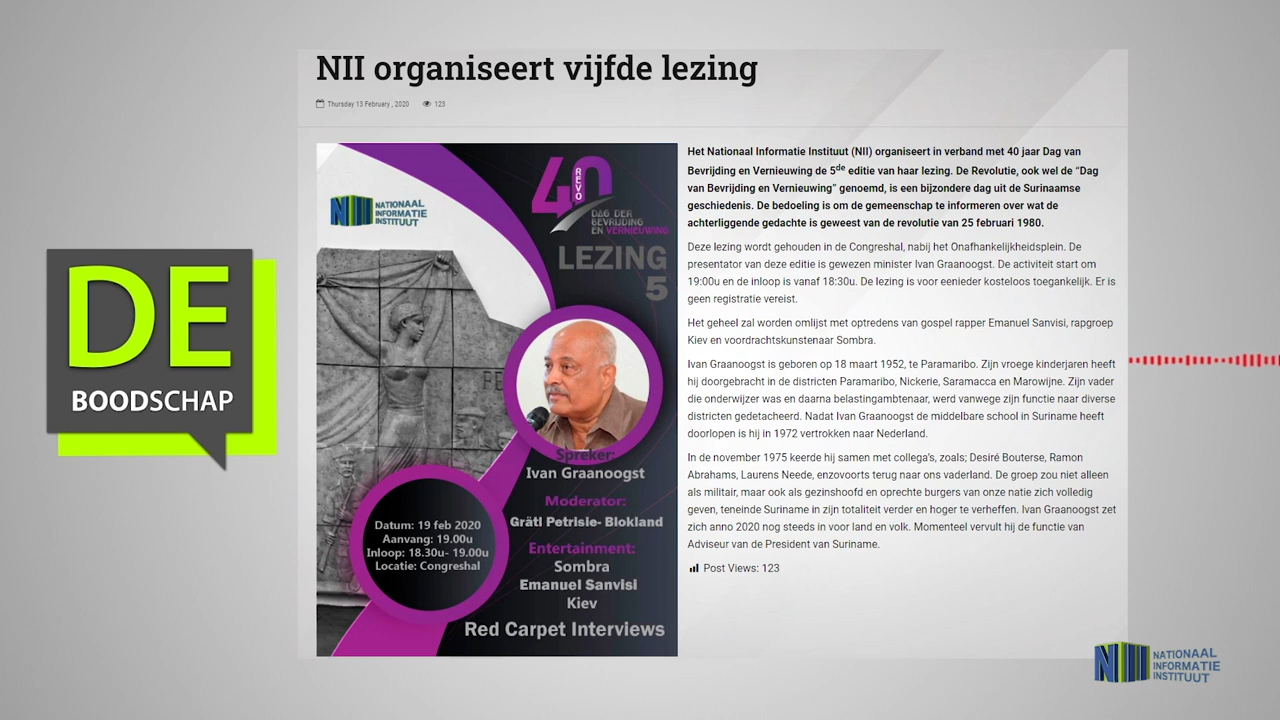 NII organiseert vijfde lezing
Thursday 13 February , 2020
123
DE
BOODSCHAP
NATIONAAL
INFORMATIE
INSTITUUT
40
REVO
DAG DER
BEVRIJDING
EN VERNIEUWING
LEZING
5
Spreker:
Ivan Graanoogst
Moderator:
Grätl Petrisie- Blokland
Entertainment:
Sombra
Emanuel Sanvisi
Kiev
Red Carpet Interviews
Datum: 19 feb 2020
Aanvang: 19.00u
Inloop: 18.30u- 19.00u
Locatie: Congreshal
Het Nationaal Informatie Instituut (NII) organiseert in verband met 40 jaar Dag van
Bevrijding en Vernieuwing de 5de editie van haar lezing. De Revolutie, ook wel de “Dag
van Bevrijding en Vernieuwing” genoemd, is een bijzondere dag uit de Surinaamse
geschiedenis. De bedoeling is om de gemeenschap te informeren over wat de
achterliggende gedachte is geweest van de revolutie van 25 februari 1980.
Deze lezing wordt gehouden in de Congreshal, nabij het Onafhankelijkheidsplein. De
presentator van deze editie is gewezen minister Ivan Graanoogst. De activiteit start om
19:00u en de inloop is vanaf 18:30u. De lezing is voor eenieder kosteloos toegankelijk. Er is
geen registratie vereist.
Het geheel zal worden omlijst met optredens van gospel rapper Emanuel Sanvisi, rapgroep
Kiev en voordrachtskunstenaar Sombra.
Ivan Graanoogst is geboren op 18 maart 1952, te Paramaribo. Zijn vroege kinderjaren heeft
hij doorgebracht in de districten Paramaribo, Nickerie, Saramacca en Marowijne. Zijn vader
die onderwijzer was en daarna belastingambtenaar, werd vanwege zijn functie naar diverse
districten gedetacheerd. Nadat Ivan Graanoogst de middelbare school in Suriname heeft
doorlopen is hij in 1972 vertrokken naar Nederland.
In de november 1975 keerde hij samen met collega’s, zoals; Desiré Bouterse, Ramon
Abrahams, Laurens Neede, enzovoorts terug naar ons vaderland. De groep zou niet alleen
als militair, maar ook als gezinshoofd en oprechte burgers van onze natie zich volledig
geven, teneinde Suriname in zijn totaliteit verder en hoger te verheffen. Ivan Graanoogst zet
zich anno 2020 nog steeds in voor land en volk. Momenteel vervult hij de functie van
Adviseur van de President van Suriname.
Post Views: 123
NATIONAAL
INFORMATIE
INSTITUUT